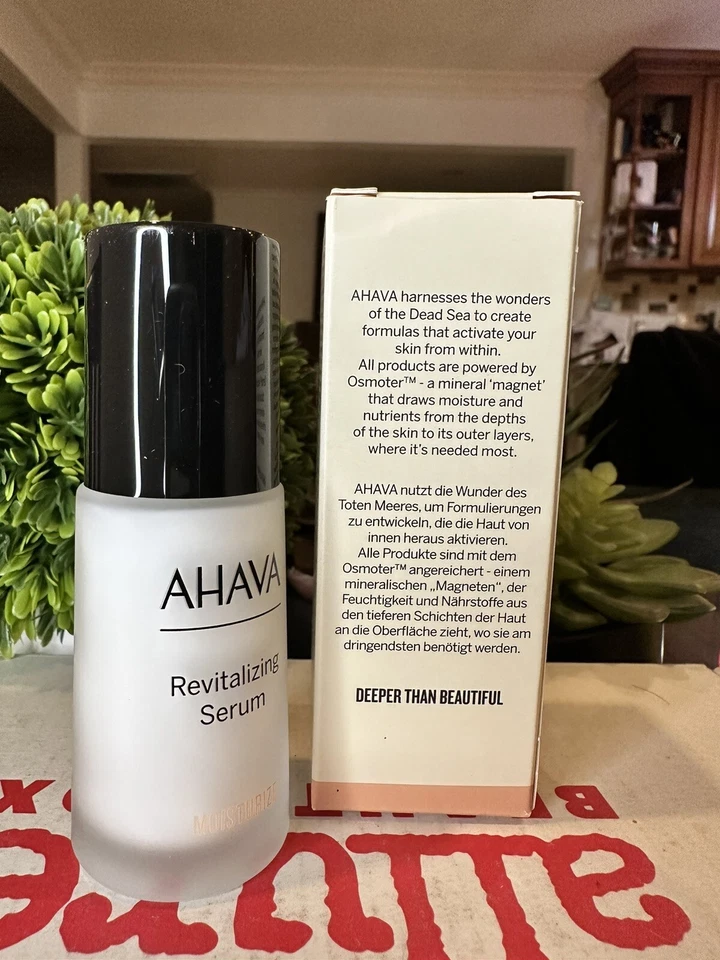 AHAVA
Revitalizing
Serum
MOISTURIZE
AHAVA harnesses the wonders
of the Dead Sea to create
formulas that activate your
skin from within.
All products are powered by
Osmoter™ - a mineral ‘magnet’
that draws moisture and
nutrients from the depths
of the skin to its outer layers,
where it’s needed most.
AHAVA nutzt die Wunder des
Toten Meeres, um Formulierungen
zu entwickeln, die die Haut von
innen heraus aktivieren.
Alle Produkte sind mit dem
Osmoter™ angereichert - einem
mineralischen „Magneten“, der
Feuchtigkeit und Nährstoffe aus
den tieferen Schichten der Haut
an die Oberfläche zieht, wo sie am
dringendsten benötigt werden.
DEEPER THAN BEAUTIFUL
allure